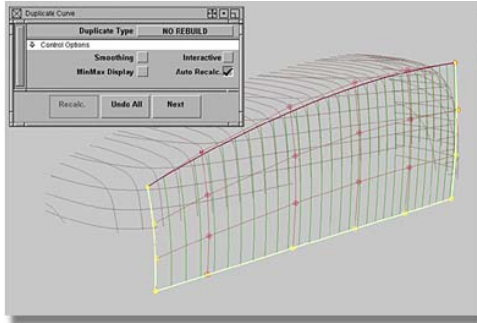 Duplicate Curve
Duplicate Type NO REBUILD
Control Options
Smoothing Interactive
MinMax Display Auto Recalc.
Recalc. Undo All Next